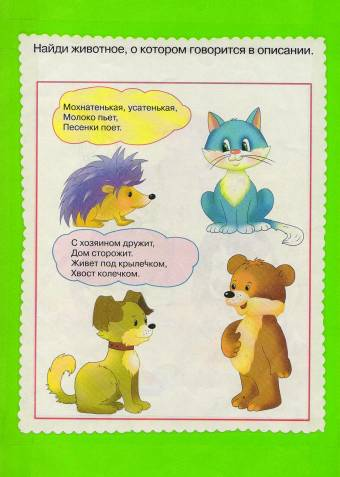 Найди животное, о котором говорится в описании.
Мохнатенькая, усатенькая,
Молоко пьет,
Песенки поет.
С хозяином дружит,
Дом сторожит.
Живет под крылечком,
Хвост колечком.